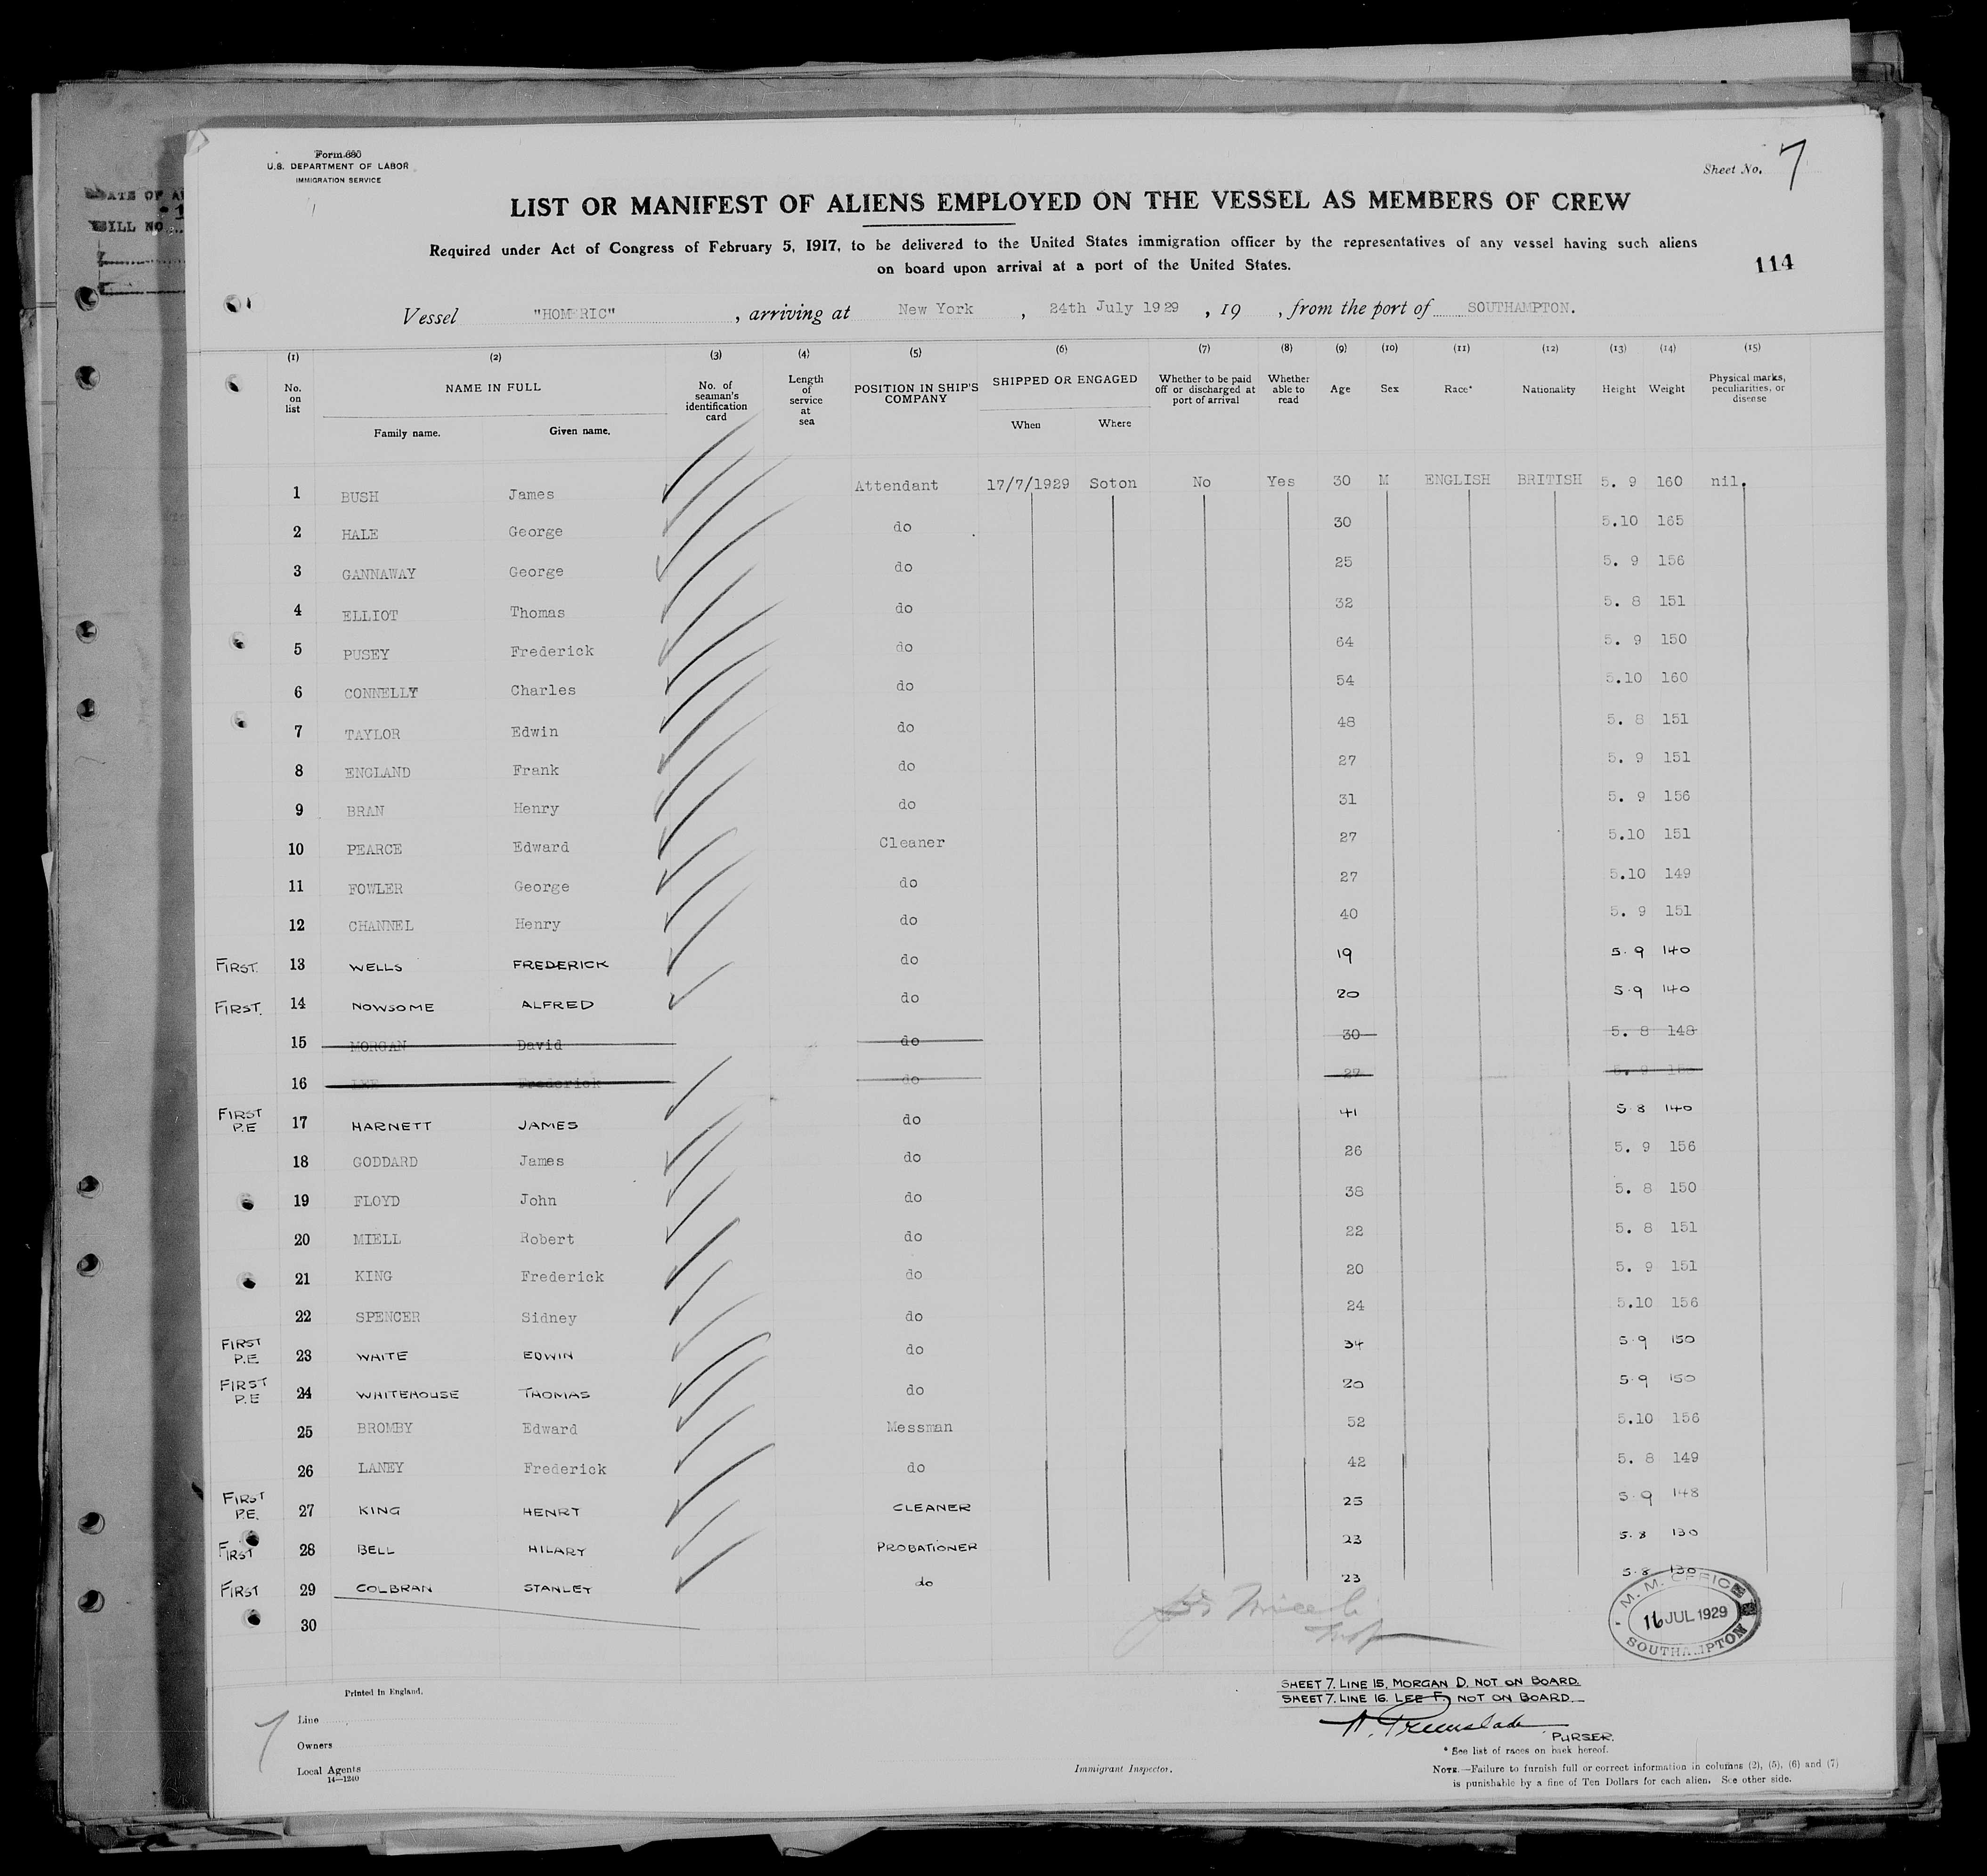 Form 680
U.S. DEPARTMENT OF LABOR
IMMIGRATION SERVICE
Sheet No. 7
LIST OR MANIFEST OF ALIENS EMPLOYED ON THE VESSEL AS MEMBERS OF CREW
Required under Act of Congress of February 5, 1917, to be delivered to the United States immigration officer by the representatives of any vessel having such aliens
on board upon arrival at a port of the United States.
114
BILL NO
Vessel "HOMERIC", arriving at New York, 24th July 1929, 19 , from the port of SOUTHAMPTON.
(1) (2) (3) (4) (5) (6) (7) (8) (9) (10) (11) (12) (13) (14) (15)
No. on list NAME IN FULL Family name. Given name. No. of seaman's identification card Length of service at sea POSITION IN SHIP'S COMPANY SHIPPED OR ENGAGED When Where Whether to be paid off or discharged at port of arrival Whether able to read Age Sex Race* Nationality Height Weight Physical marks, peculiarities, or disease
1 BUSH James Attendant 17/7/1929 Soton No Yes 30 M ENGLISH BRITISH 5. 9 160 nil.
2 HALE George do 30 5.10 165
3 GANNAWAY George do 25 5. 9 156
4 ELLIOT Thomas do 32 5. 8 151
5 PUSEY Frederick do 64 5. 9 150
6 CONNELLY Charles do 54 5.10 160
7 TAYLOR Edwin do 48 5. 8 151
8 ENGLAND Frank do 27 5. 9 151
9 BRAN Henry do 31 5. 9 156
10 PEARCE Edward Cleaner 27 5.10 151
11 FOWLER George do 27 5.10 149
12 CHANNEL Henry do 40 5. 9 151
FIRST. 13 WELLS FREDERICK do 19 5.9 140
FIRST. 14 NOWSOME ALFRED do 20 5.9 140
15 MORGAN David do 30 5. 8 148
16 LEE Frederick do 27 5. 9
FIRST P.E 17 HARNETT JAMES do 41 5 8 140
18 GODDARD James do 26 5. 9 156
19 FLOYD John do 38 5. 8 150
20 MIELL Robert do 22 5. 8 151
21 KING Frederick do 20 5. 9 151
22 SPENCER Sidney do 24 5.10 156
FIRST P.E 23 WHITE EDWIN do 34 5.9 150
FIRST P.E 24 WHITEHOUSE THOMAS do 20 5.9 150
25 BROMBY Edward Messman 52 5.10 156
26 LANEY Frederick do 42 5. 8 149
FIRST P.E. 27 KING HENRY CLEANER 25 5.9 148
FIRST 28 BELL HILARY PROBATIONER 23 5.8 130
FIRST 29 COLBRAN STANLEY do 23 5.8 130
30
M. M. OFFICE
16 JUL 1929
SOUTHAMPTON
Printed in England.
SHEET 7. LINE 15, MORGAN D. NOT ON BOARD.
SHEET 7. LINE 16. LEE F. NOT ON BOARD.
7
Line
Owners
PURSER.
Local Agents
14—1240
Immigrant Inspector.
* See list of races on back hereof.
NOTE.—Failure to furnish full or correct information in columns (2), (5), (6) and (7)
is punishable by a fine of Ten Dollars for each alien. See other side.